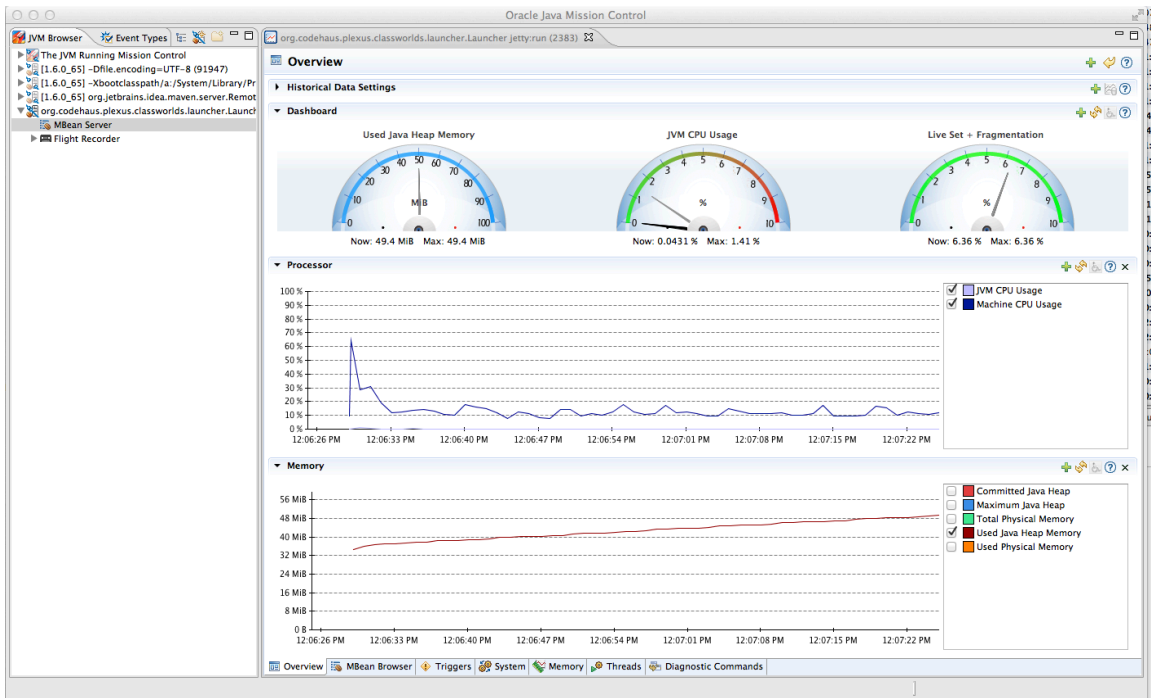 Oracle Java Mission Control
JVM Browser
Event Types
The JVM Running Mission Control
[1.6.0_65] -Dfile.encoding=UTF-8 (91947)
[1.6.0_65] -Xbootclasspath/a:/System/Library/Pr
[1.6.0_65] org.jetbrains.idea.maven.server.Remot
org.codehaus.plexus.classworlds.launcher.Launch
MBean Server
Flight Recorder
org.codehaus.plexus.classworlds.launcher.Launcher jetty:run (2383)
Overview
Historical Data Settings
Dashboard
Used Java Heap Memory
0 10 20 30 40 50 60 70 80 90 100
MiB
Now: 49.4 MiB Max: 49.4 MiB
JVM CPU Usage
0 1 2 3 4 5 6 7 8 9 10
%
Now: 0.0431 % Max: 1.41 %
Live Set + Fragmentation
0 1 2 3 4 5 6 7 8 9 10
%
Now: 6.36 % Max: 6.36 %
Processor
100 %
90 %
80 %
70 %
60 %
50 %
40 %
30 %
20 %
10 %
0 %
12:06:26 PM 12:06:33 PM 12:06:40 PM 12:06:47 PM 12:06:54 PM 12:07:01 PM 12:07:08 PM 12:07:15 PM 12:07:22 PM
JVM CPU Usage
Machine CPU Usage
Memory
56 MiB
48 MiB
40 MiB
32 MiB
24 MiB
16 MiB
8 MiB
0 B
12:06:26 PM 12:06:33 PM 12:06:40 PM 12:06:47 PM 12:06:54 PM 12:07:01 PM 12:07:08 PM 12:07:15 PM 12:07:22 PM
Committed Java Heap
Maximum Java Heap
Total Physical Memory
Used Java Heap Memory
Used Physical Memory
Overview MBean Browser Triggers System Memory Threads Diagnostic Commands